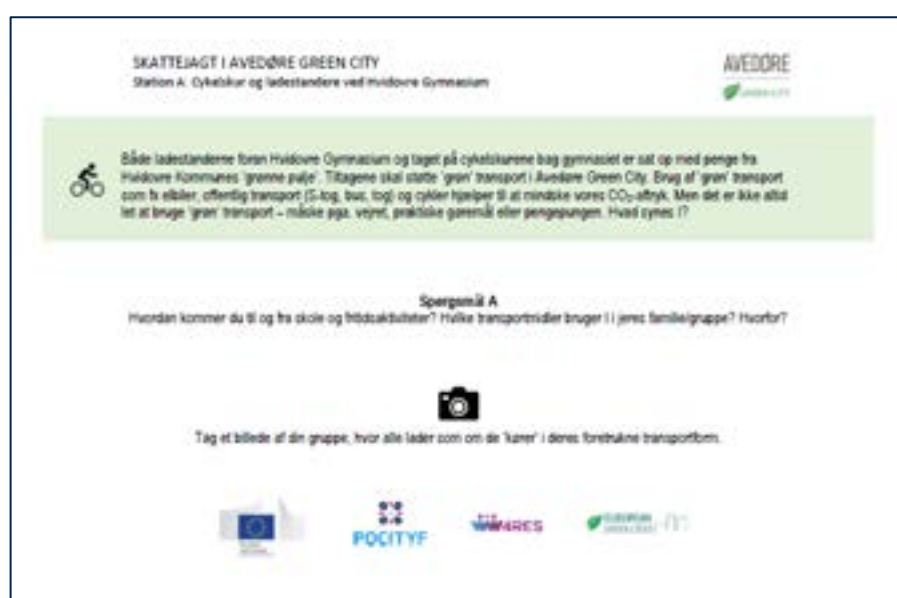 SKATTEJAGT I AVEDØRE GREEN CITY
Station A: Cykelskur og ladestandere ved Hvidovre Gymnasium
AVEDØRE
GREEN CITY
Både ladestanderne foran Hvidovre Gymnasium og taget på cykelskurene bag gymnasiet er sat op med penge fra
Hvidovre Kommunes 'grønne pulje'. Tiltagene skal støtte 'grøn' transport i Avedøre Green City. Brug af 'grøn' transport
som fx elbiler, offentlig transport (S-tog, bus, tog) og cykler hjælper til at mindske vores CO₂-aftryk. Men det er ikke altid
let at bruge 'grøn' transport – måske pga. vejret, praktiske gøremål eller pengepungen. Hvad synes I?
Spørgsmål A
Hvordan kommer du til og fra skole og fritidsaktiviteter? Hvilke transportmidler bruger I i jeres familie/gruppe? Hvorfor?
Tag et billede af din gruppe, hvor alle lader som om de 'kører' i deres foretrukne transportform.
POCITYF
EUROPEAN